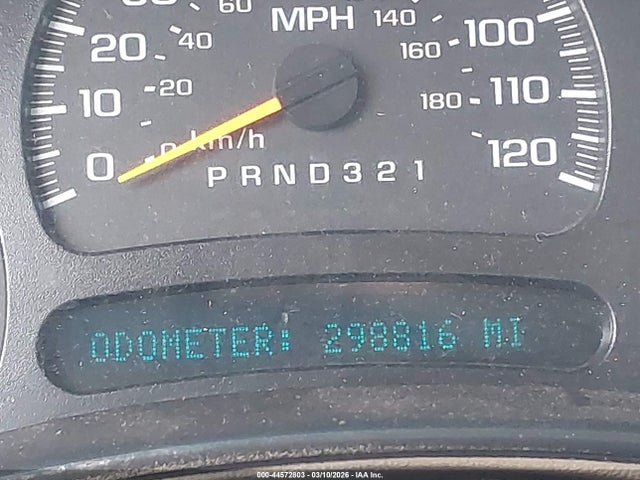 60
MPH 140
20 40 160 100
10 20 180 110
0 0 km/h 120
PRND321
ODOMETER: 298816 MI
000-44572803 - 03/10/2026 - IAA Inc.